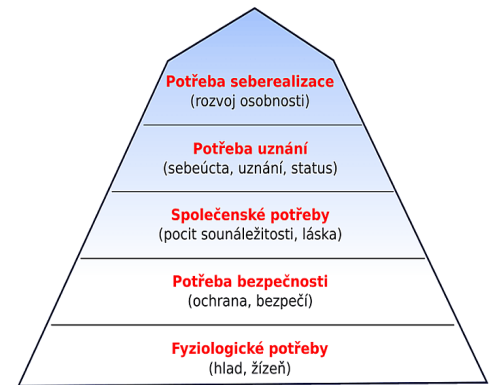 Potřeba seberealizace
(rozvoj osobnosti)
Potřeba uznání
(sebeúcta, uznání, status)
Společenské potřeby
(pocit sounáležitosti, láska)
Potřeba bezpečnosti
(ochrana, bezpečí)
Fyziologické potřeby
(hlad, žízeň)